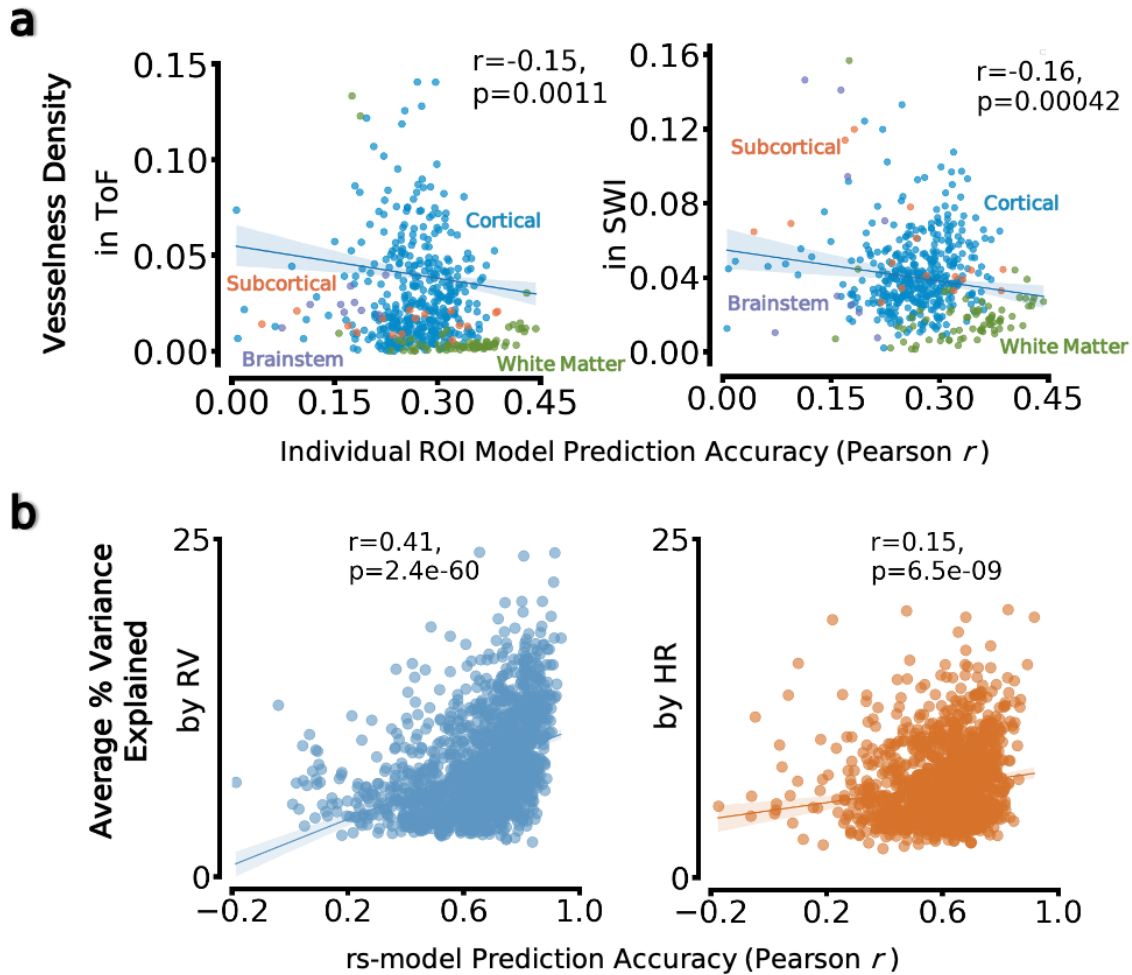 a
Vesselness Density
in ToF
0.15
0.10
0.05
0.00
r=-0.15,
p=0.0011
Cortical
Subcortical
Brainstem
White Matter
0.00 0.15 0.30 0.45
in SWI
0.16
0.12
0.08
0.04
0.00
c
r=-0.16,
p=0.00042
Subcortical
Cortical
Brainstem
White Matter
0.00 0.15 0.30 0.45
Individual ROI Model Prediction Accuracy (Pearson r)
b
Average % Variance
Explained
by RV
25
0
r=0.41,
p=2.4e-60
−0.2 0.2 0.6 1.0
by HR
25
0
r=0.15,
p=6.5e-09
−0.2 0.2 0.6 1.0
rs-model Prediction Accuracy (Pearson r)